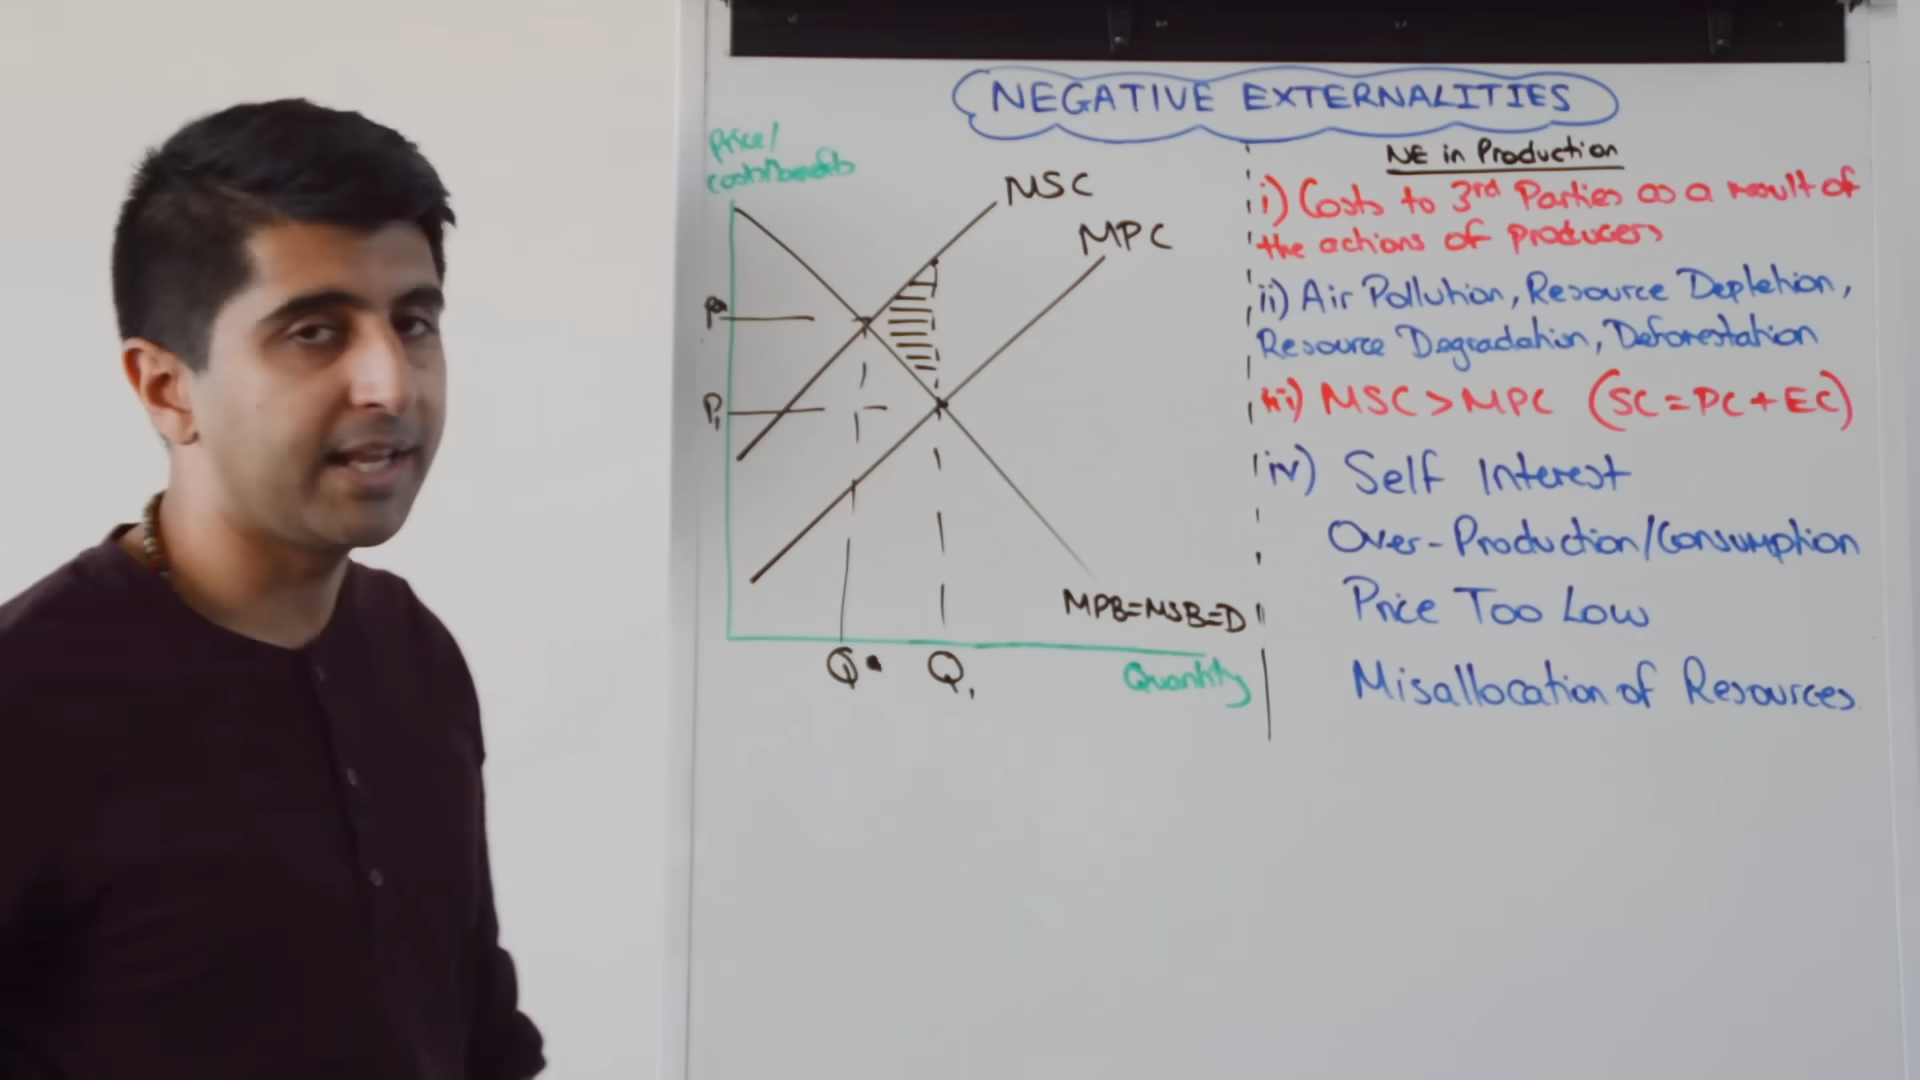 NEGATIVE EXTERNALITIES
Price/
costs/benefits
MSC
MPC
P*
P1
MPB=MSB=D
Q*
Q1
Quantity
NE in Production
i) Costs to 3rd Parties as a result of
the actions of producers
ii) Air Pollution, Resource Depletion,
Resource Degradation, Deforestation
iii) MSC > MPC (SC = PC + EC)
iv) Self Interest
Over-Production/Consumption
Price Too Low
Misallocation of Resources